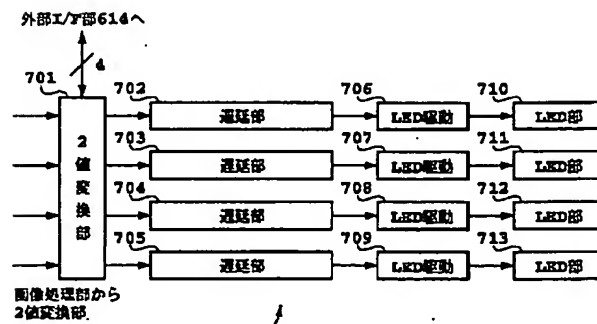 外部I/F部614へ
4
701
702
706
710
2値変換部
遅延部
LED駆動
LED部
703
707
711
遅延部
LED駆動
LED部
704
708
712
遅延部
LED駆動
LED部
705
709
713
遅延部
LED駆動
LED部
画像処理部から
2値変換部